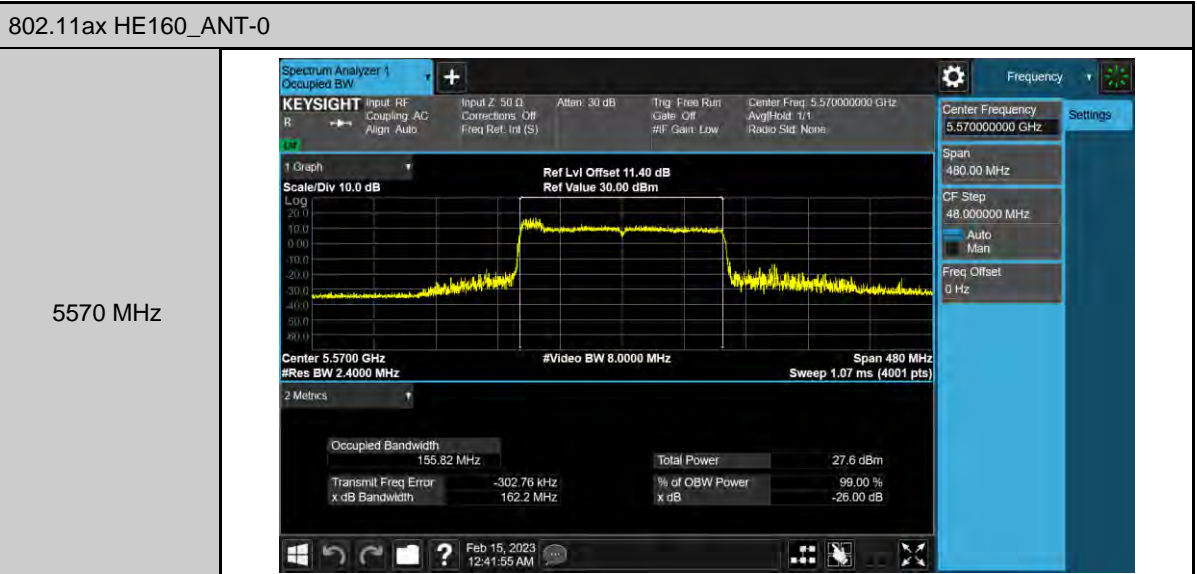 802.11ax HE160_ANT-0
5570 MHz
Spectrum Analyzer 1
Occupied BW
Frequency
KEYSIGHT
R
Input: RF
Coupling: AC
Align: Auto
Input Z: 50 Ω
Corrections: Off
Freq Ref: Int (S)
Atten: 30 dB
Trig: Free Run
Gate: Off
#IF Gain: Low
Center Freq: 5.570000000 GHz
Avg|Hold: 1/1
Radio Std: None
Center Frequency
5.570000000 GHz
Settings
Span
480.00 MHz
CF Step
48.000000 MHz
Auto
Man
Freq Offset
0 Hz
1 Graph
Scale/Div 10.0 dB
Ref Lvl Offset 11.40 dB
Ref Value 30.00 dBm
Log
20.0
10.0
0.00
-10.0
-20.0
-30.0
-40.0
-50.0
-60.0
Center 5.5700 GHz
#Video BW 8.0000 MHz
Span 480 MHz
#Res BW 2.4000 MHz
Sweep 1.07 ms (4001 pts)
2 Metrics
Occupied Bandwidth
155.82 MHz
Total Power 27.6 dBm
Transmit Freq Error -302.76 kHz
% of OBW Power 99.00 %
x dB Bandwidth 162.2 MHz
x dB -26.00 dB
?
Feb 15, 2023
12:41:55 AM